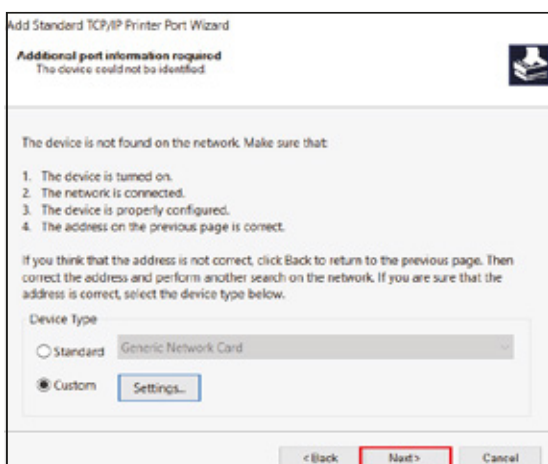 Add Standard TCP/IP Printer Port Wizard
Additional port information required
The device could not be identified.
The device is not found on the network. Make sure that:
1. The device is turned on.
2. The network is connected.
3. The device is properly configured.
4. The address on the previous page is correct.
If you think that the address is not correct, click Back to return to the previous page. Then
correct the address and perform another search on the network. If you are sure that the
address is correct, select the device type below.
Device Type
Standard
Generic Network Card
Custom
Settings...
< Back
Next >
Cancel